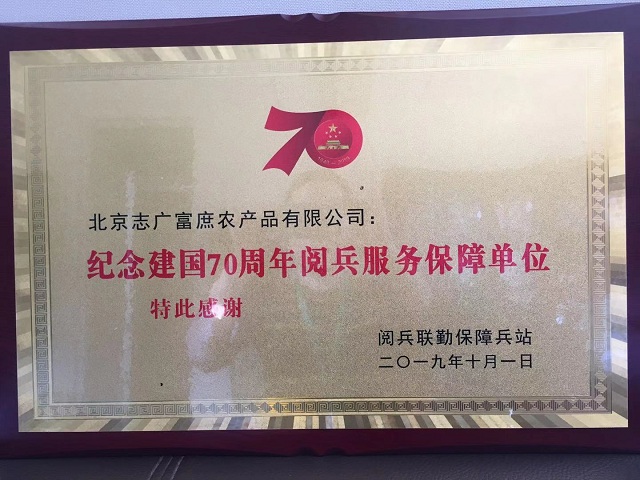 70
北京志广富庶农产品有限公司：
纪念建国70周年阅兵服务保障单位
特此感谢
阅兵联勤保障兵站
二〇一九年十月一日